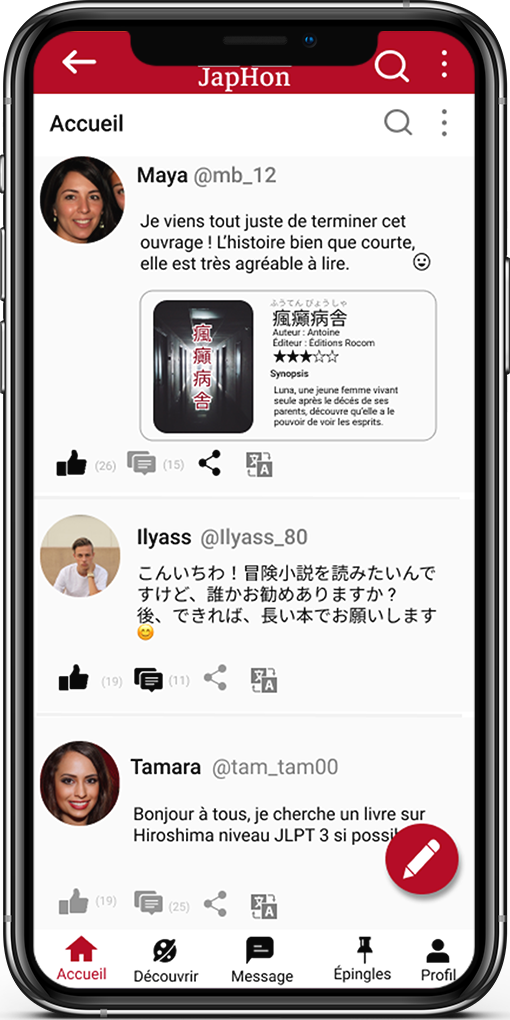 JapHon
Accueil
Maya @mb_12
Je viens tout juste de terminer cet
ouvrage ! L'histoire bien que courte,
elle est très agréable à lire.
瘋癲病舎
ふうてん びょうしゃ
瘋癲病舎
Auteur : Antoine
Éditeur : Éditions Rocom
★★★☆☆
Synopsis
Luna, une jeune femme vivant
seule après le décés de ses
parents, découvre qu'elle a le
pouvoir de voir les esprits.
(26) (15)
Ilyass @Ilyass_80
こんいちわ！冒険小説を読みたいんで
すけど、誰かお勧めありますか？
後、できれば、長い本でお願いします
😊
(19) (11)
Tamara @tam_tam00
Bonjour à tous, je cherche un livre sur
Hiroshima niveau JLPT 3 si possi
(19) (25)
Accueil Découvrir Message Épingles Profil